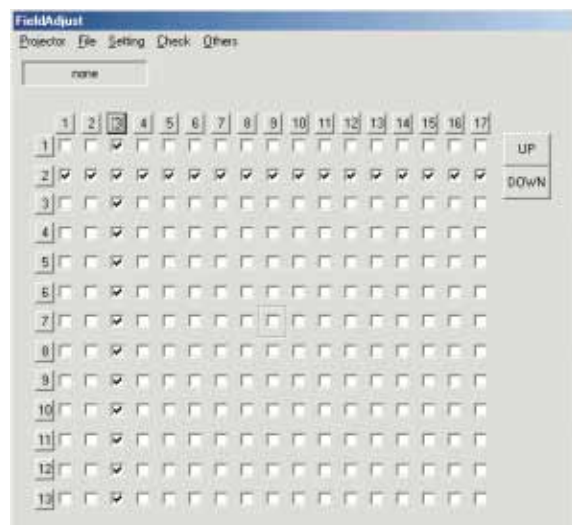 FieldAdjust
Projector File Setting Check Others
none
1 2 3 4 5 6 7 8 9 10 11 12 13 14 15 16 17
1
UP
2
DOWN
3
4
5
6
7
8
9
10
11
12
13